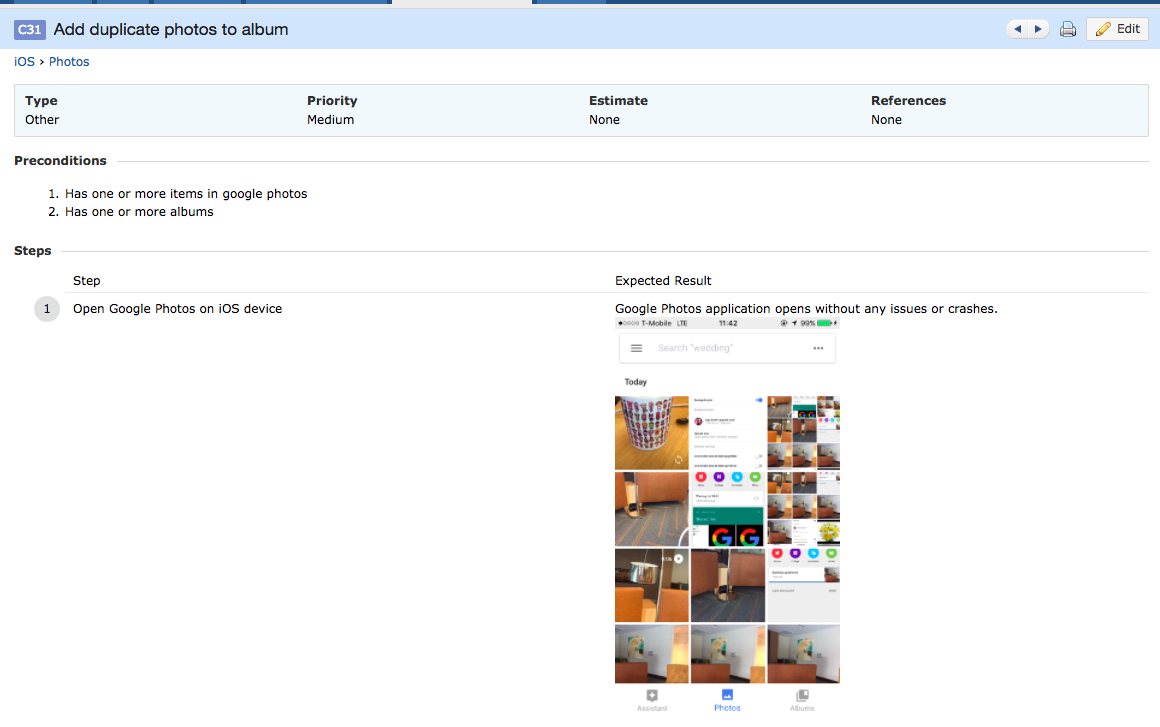 C31 Add duplicate photos to album
Edit
iOS > Photos
Type Priority Estimate References
Other Medium None None
Preconditions
1. Has one or more items in google photos
2. Has one or more albums
Steps
Step Expected Result
1 Open Google Photos on iOS device Google Photos application opens without any issues or crashes.
T-Mobile LTE 11:42 99%
Search "wedding"
Today
Assistant Photos Albums